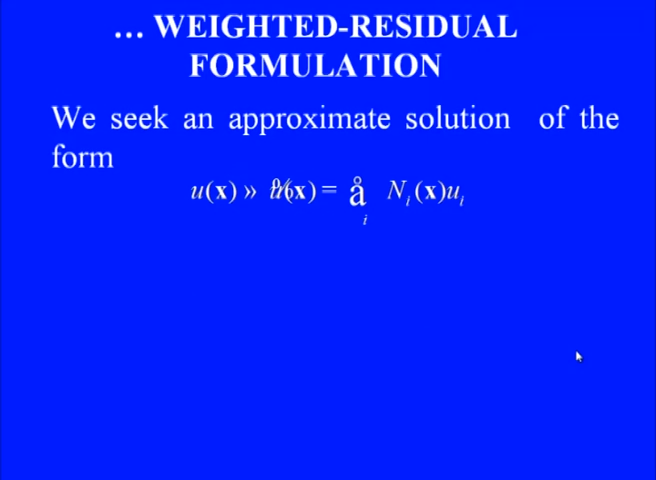 … WEIGHTED-RESIDUAL
FORMULATION
We seek an approximate solution of the
form
u(x) » (x) = å N_i(x)u_i
i